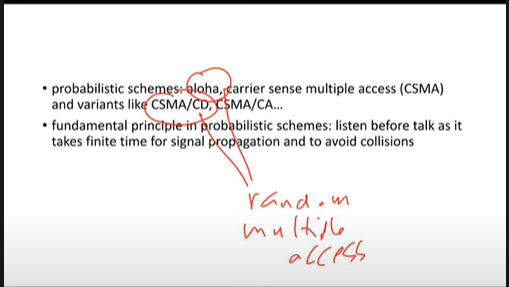 • probabilistic schemes: aloha, carrier sense multiple access (CSMA)
and variants like CSMA/CD, CSMA/CA...
• fundamental principle in probabilistic schemes: listen before talk as it
takes finite time for signal propagation and to avoid collisions
random
multiple
access